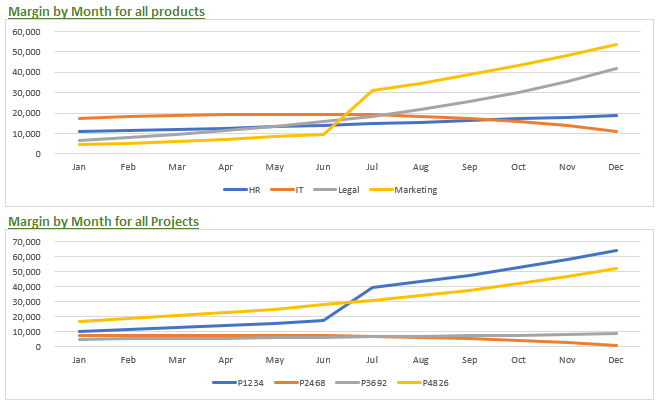 Margin by Month for all products
60,000
50,000
40,000
30,000
20,000
10,000
0
Jan Feb Mar Apr May Jun Jul Aug Sep Oct Nov Dec
HR IT Legal Marketing
Margin by Month for all Projects
70,000
60,000
50,000
40,000
30,000
20,000
10,000
0
Jan Feb Mar Apr May Jun Jul Aug Sep Oct Nov Dec
P1234 P2468 P3692 P4826